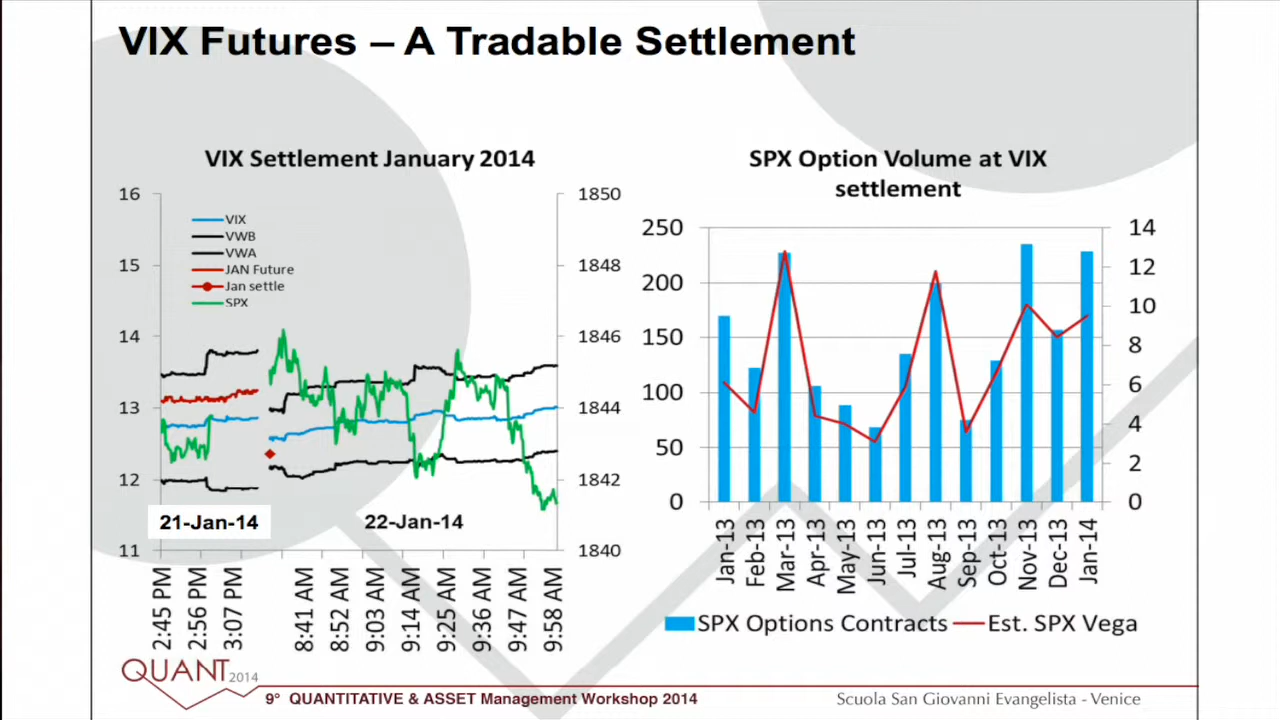 VIX Futures – A Tradable Settlement
VIX Settlement January 2014
16
15
14
13
12
11
1850
1848
1846
1844
1842
1840
VIX
VWB
VWA
JAN Future
Jan settle
SPX
21-Jan-14
22-Jan-14
2:45 PM
2:56 PM
3:07 PM
8:41 AM
8:52 AM
9:03 AM
9:14 AM
9:25 AM
9:36 AM
9:47 AM
9:58 AM
SPX Option Volume at VIX
settlement
250
200
150
100
50
0
14
12
10
8
6
4
2
0
Jan-13
Feb-13
Mar-13
Apr-13
May-13
Jun-13
Jul-13
Aug-13
Sep-13
Oct-13
Nov-13
Dec-13
Jan-14
SPX Options Contracts
Est. SPX Vega
QUANT 2014
9° QUANTITATIVE & ASSET Management Workshop 2014
Scuola San Giovanni Evangelista - Venice